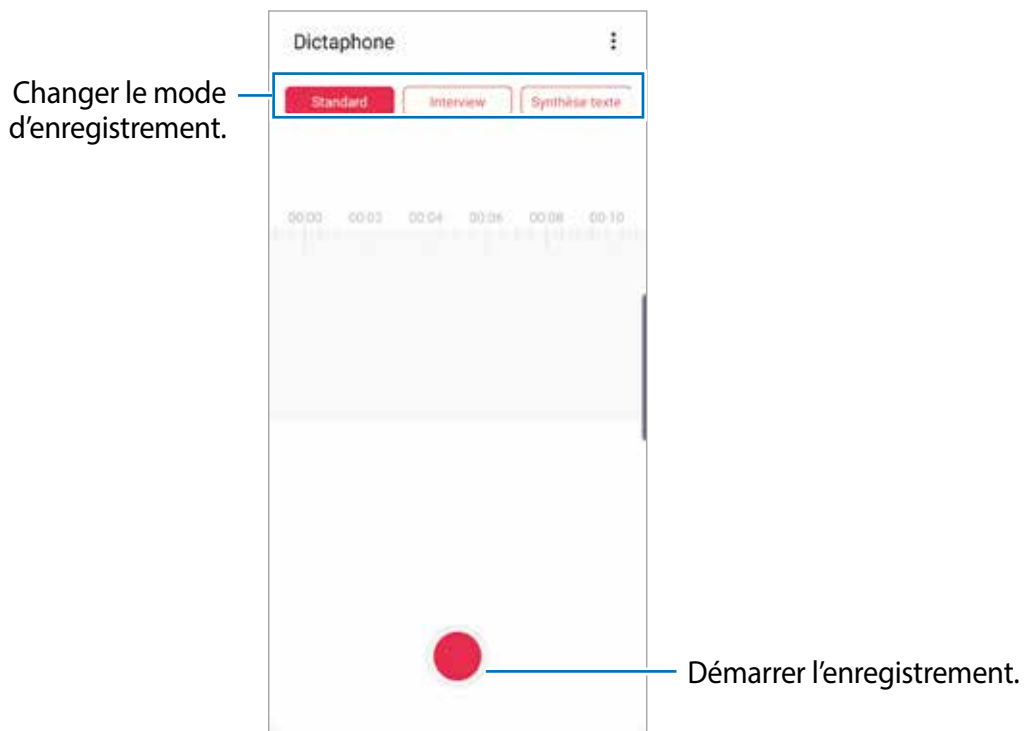 Dictaphone
Changer le mode
d'enregistrement.
Standard Interview Synthèse texte
00:00 00:02 00:04 00:06 00:08 00:10
Démarrer l'enregistrement.